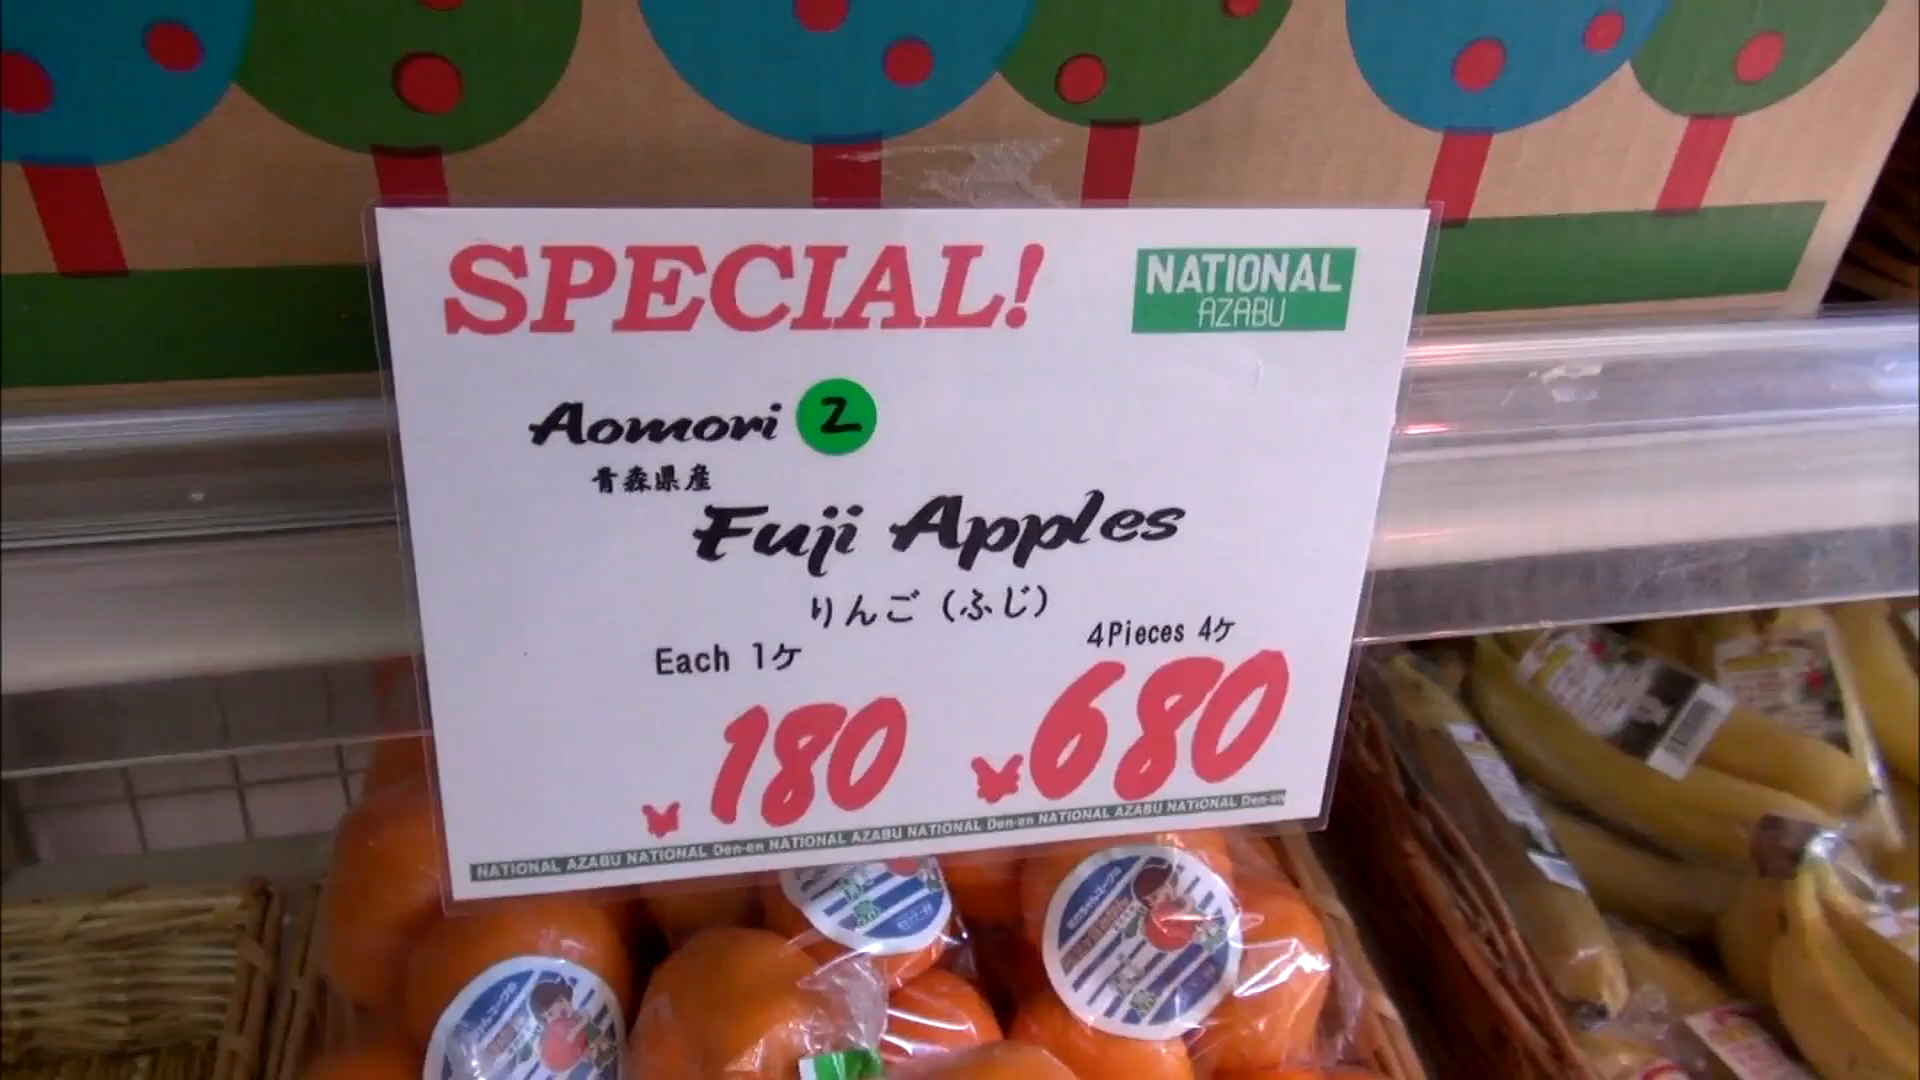 SPECIAL!
NATIONAL
AZABU
Aomori 2
青森県産
Fuji Apples
りんご (ふじ)
Each 1ケ
4Pieces 4ケ
¥180
¥680
NATIONAL AZABU NATIONAL Den-en NATIONAL AZABU NATIONAL Den-en NATIONAL AZABU NATIONAL Den-en